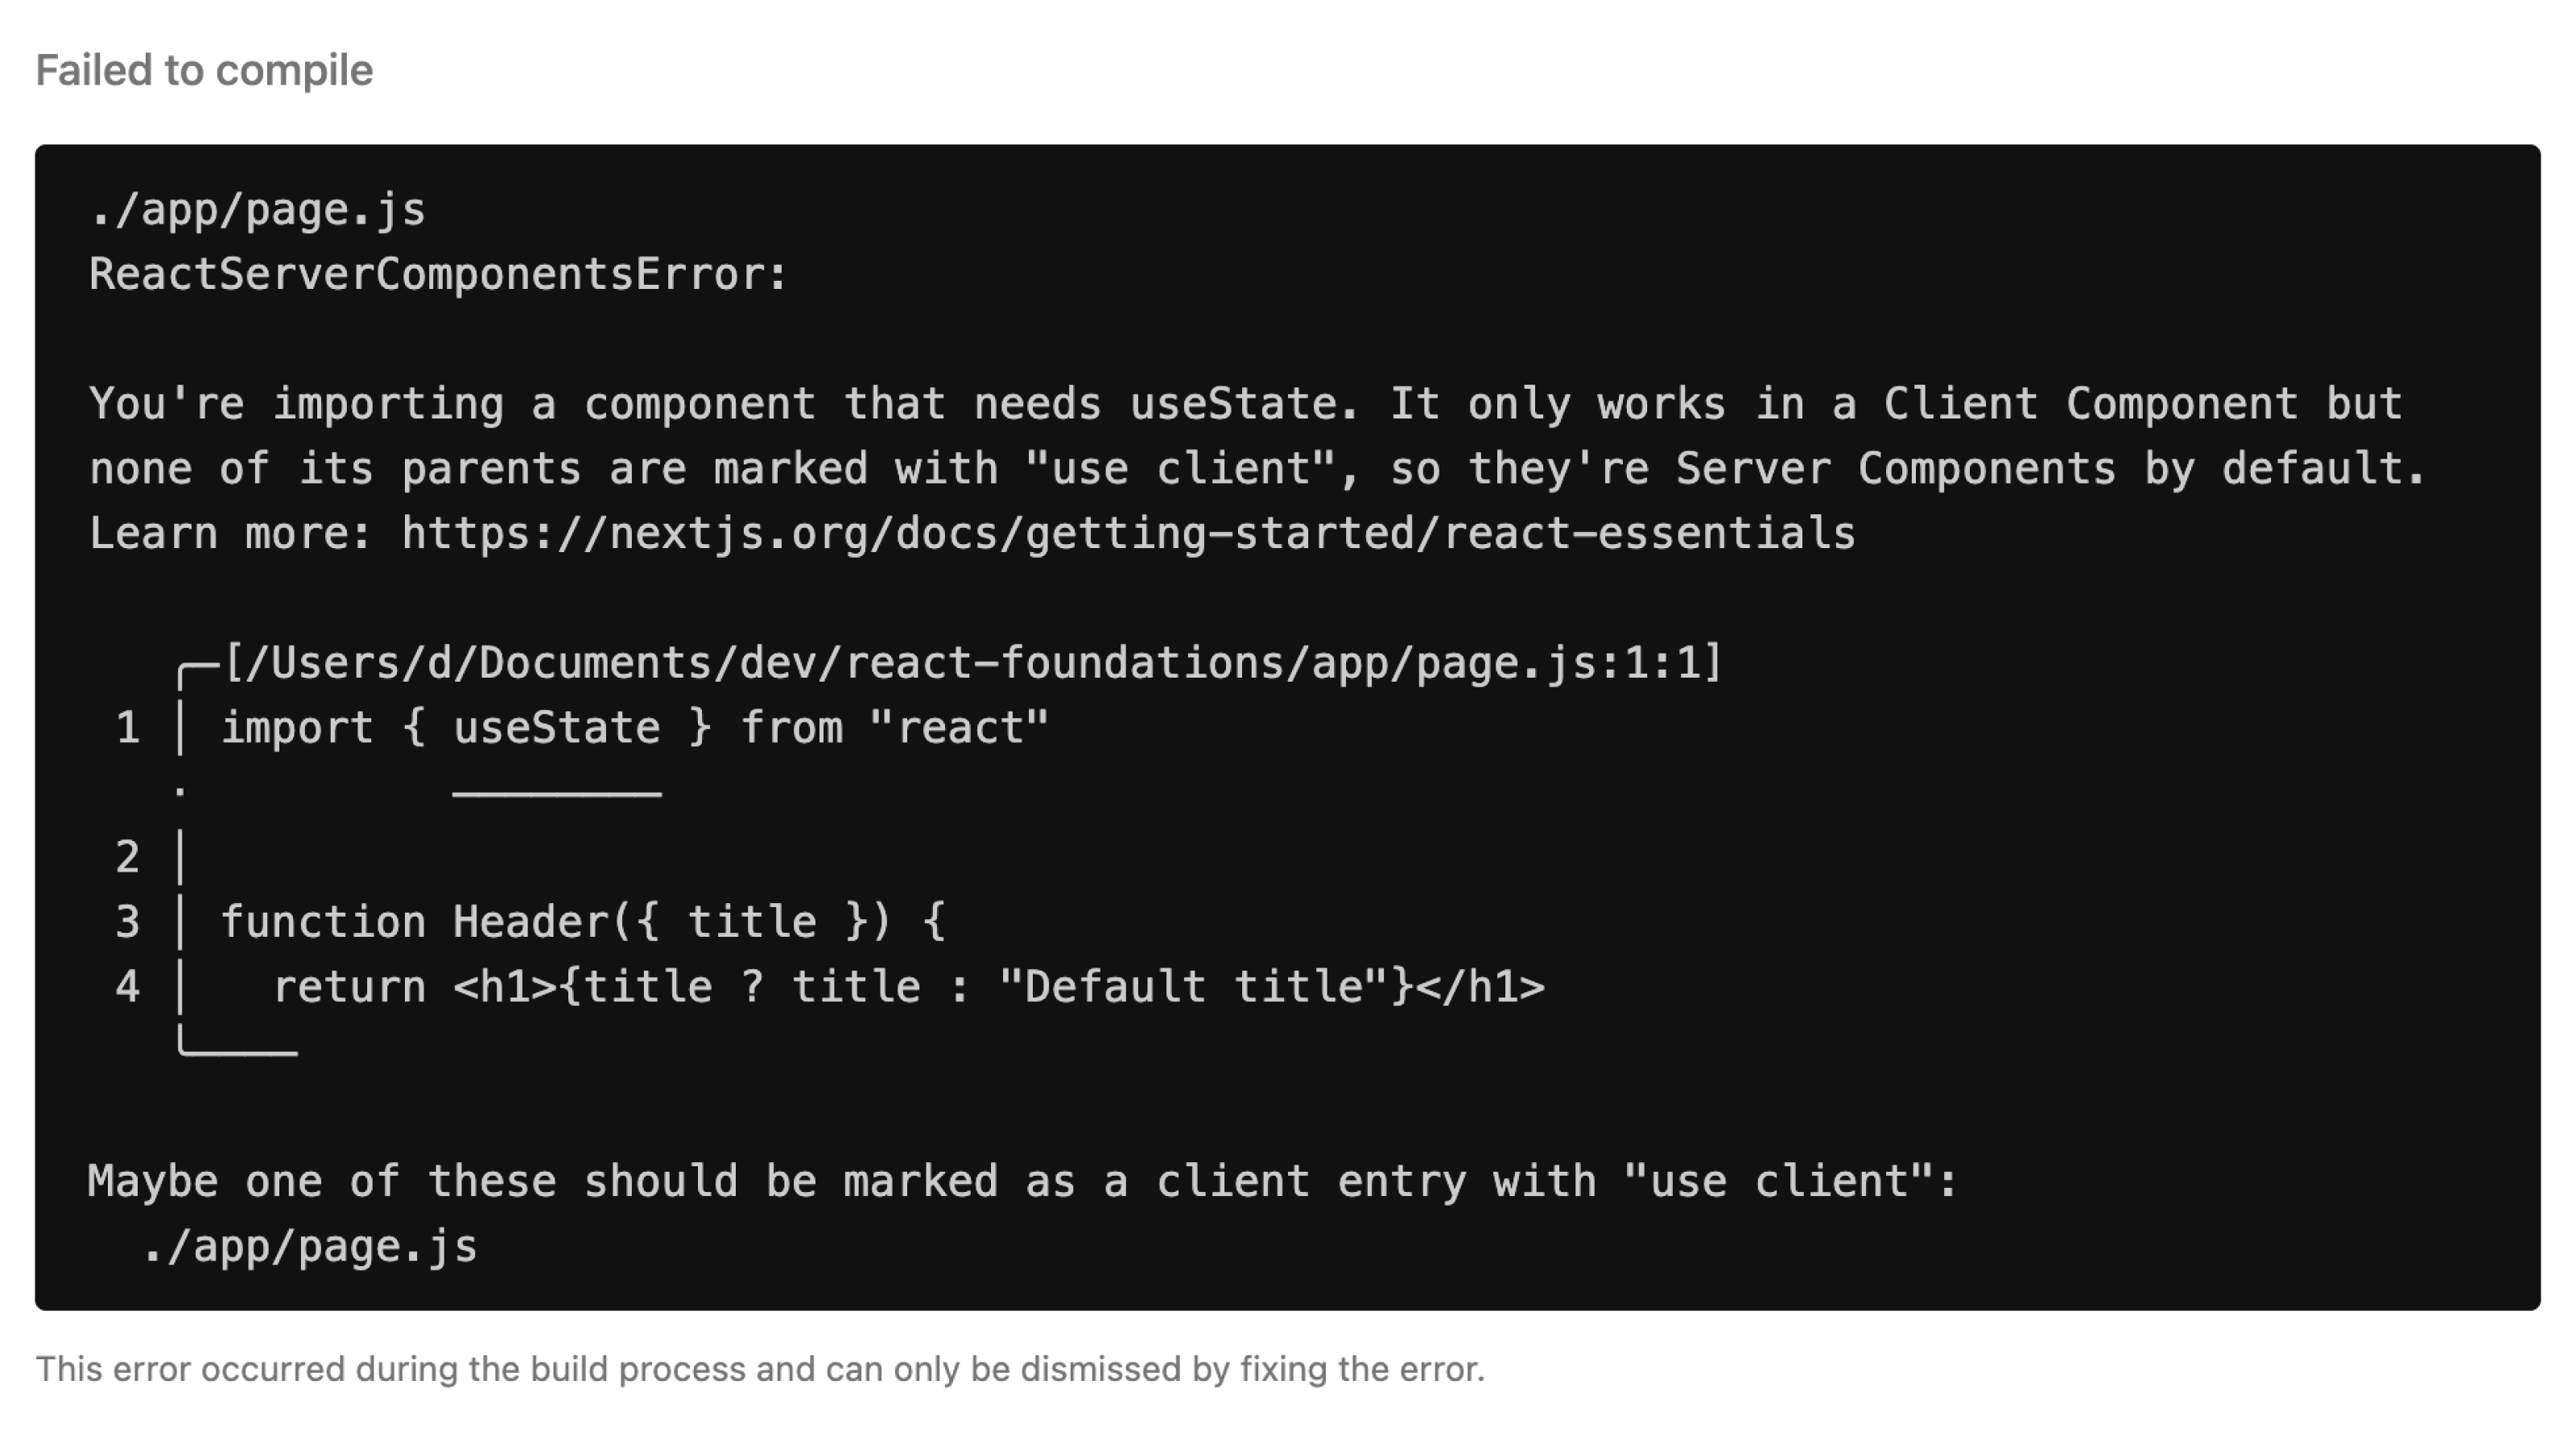 Failed to compile
./app/page.js
ReactServerComponentsError:
You're importing a component that needs useState. It only works in a Client Component but
none of its parents are marked with "use client", so they're Server Components by default.
Learn more: https://nextjs.org/docs/getting-started/react-essentials
╭─[/Users/d/Documents/dev/react-foundations/app/page.js:1:1]
1 │ import { useState } from "react"
· ────────
2 │
3 │ function Header({ title }) {
4 │   return <h1>{title ? title : "Default title"}</h1>
╰────
Maybe one of these should be marked as a client entry with "use client":
./app/page.js
This error occurred during the build process and can only be dismissed by fixing the error.